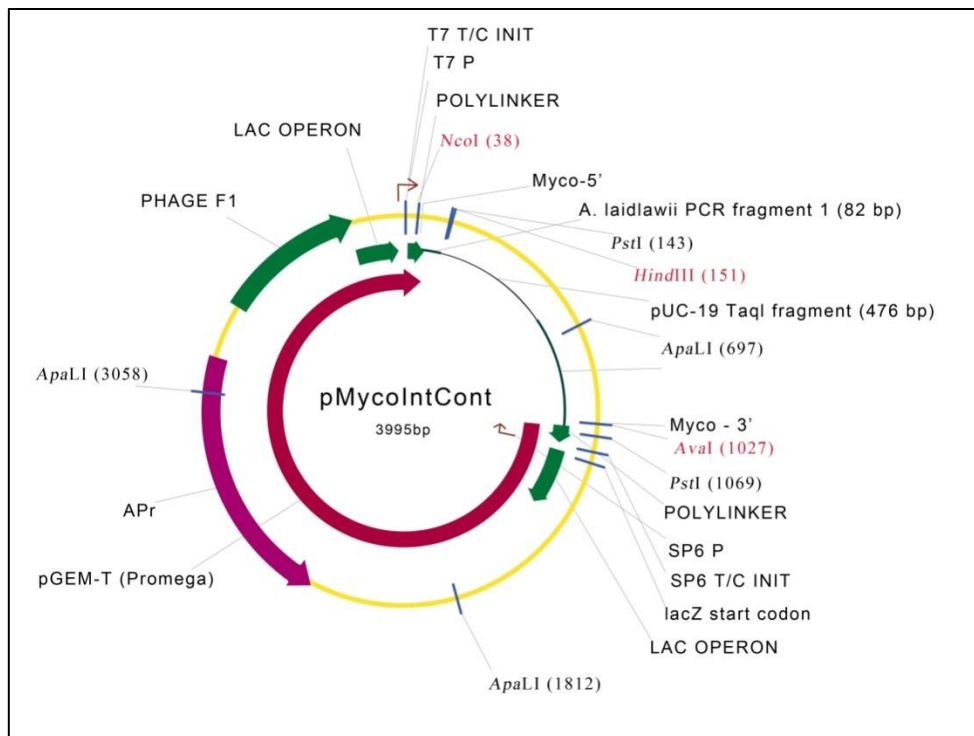 T7 T/C INIT
T7 P
POLYLINKER
LAC OPERON
NcoI (38)
Myco-5'
PHAGE F1
A. laidlawii PCR fragment 1 (82 bp)
PstI (143)
HindIII (151)
pUC-19 TaqI fragment (476 bp)
ApaLI (697)
ApaLI (3058)
pMycoIntCont
3995bp
Myco - 3'
AvaI (1027)
PstI (1069)
POLYLINKER
APr
SP6 P
pGEM-T (Promega)
SP6 T/C INIT
lacZ start codon
LAC OPERON
ApaLI (1812)